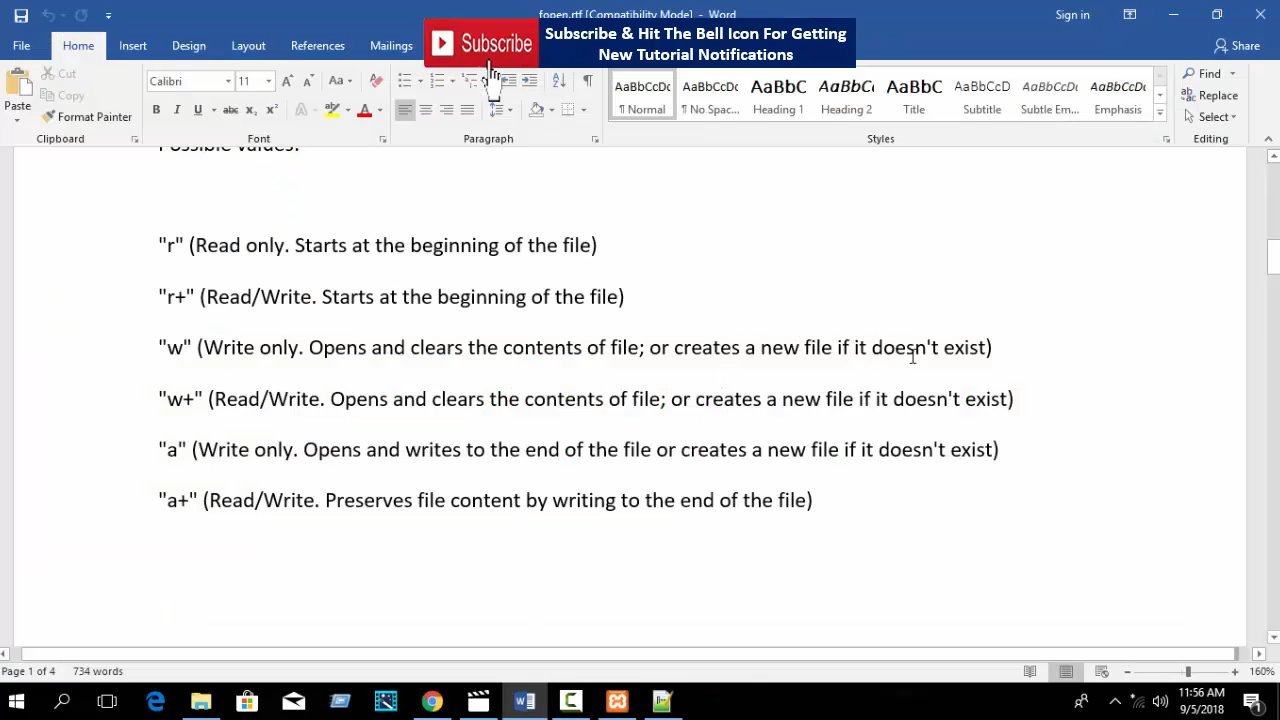 fopen.rtf [Compatibility Mode] - Word
Sign in
Subscribe
Subscribe & Hit The Bell Icon For Getting
New Tutorial Notifications
File Home Insert Design Layout References Mailings
Share
Paste
Cut
Copy
Format Painter
Calibri 11
Aa
B I U abc x₂ x²
AaBbCcDc AaBbCcDc AaBbC AaBbCc AaBbC AaBbCcD AaBbCcDc AaBbCcDc
¶ Normal ¶ No Spac... Heading 1 Heading 2 Title Subtitle Subtle Em... Emphasis
Find
Replace
Select
Clipboard Font Paragraph Styles Editing
Possible values:
"r" (Read only. Starts at the beginning of the file)
"r+" (Read/Write. Starts at the beginning of the file)
"w" (Write only. Opens and clears the contents of file; or creates a new file if it doesn't exist)
"w+" (Read/Write. Opens and clears the contents of file; or creates a new file if it doesn't exist)
"a" (Write only. Opens and writes to the end of the file or creates a new file if it doesn't exist)
"a+" (Read/Write. Preserves file content by writing to the end of the file)
Page 1 of 4 734 words
160%
11:56 AM
9/5/2018